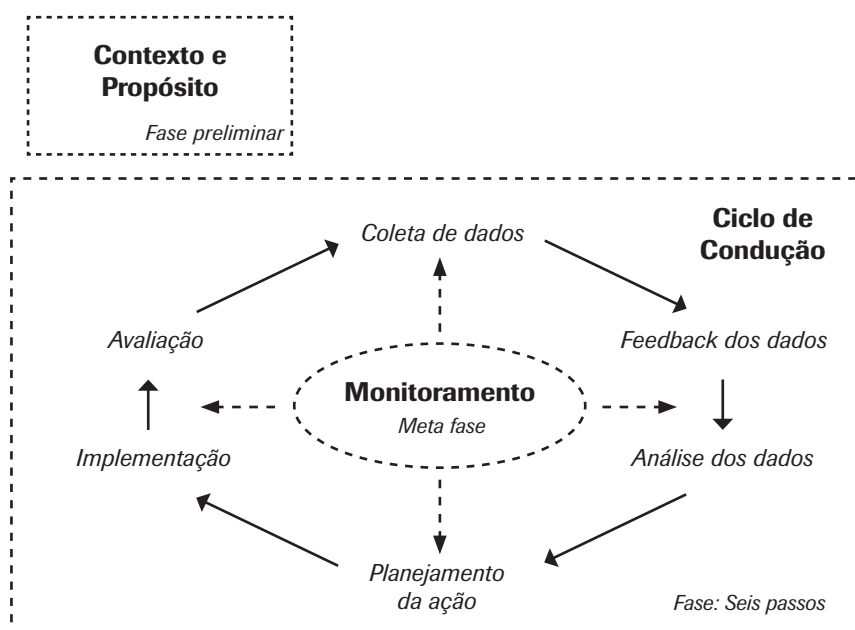 Contexto e
Propósito
Fase preliminar
Ciclo de
Condução
Coleta de dados
Avaliação
Feedback dos dados
Monitoramento
Meta fase
Implementação
Análise dos dados
Planejamento
da ação
Fase: Seis passos